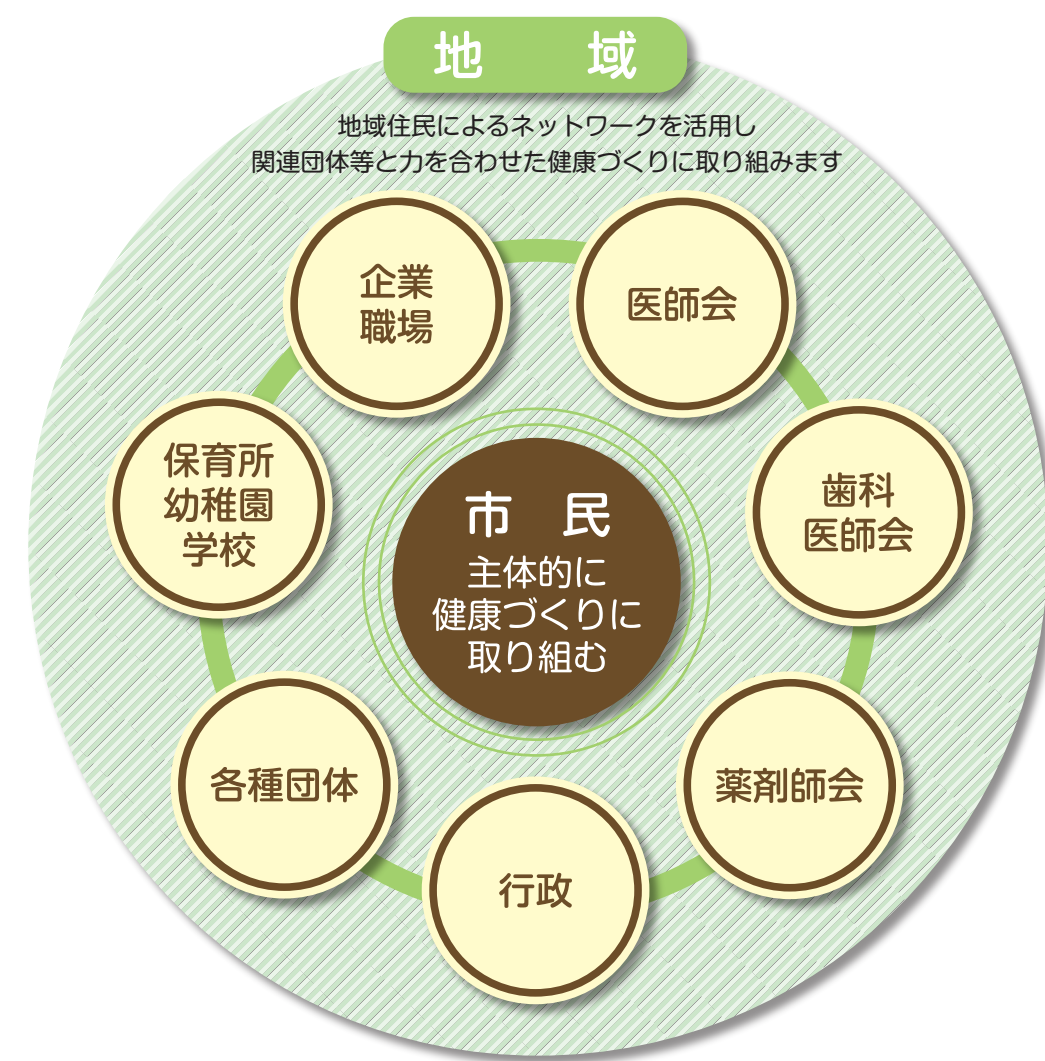 地　域
地域住民によるネットワークを活用し
関連団体等と力を合わせた健康づくりに取り組みます
企業
職場
医師会
保育所
幼稚園
学校
歯科
医師会
市　民
主体的に
健康づくりに
取り組む
各種団体
薬剤師会
行政